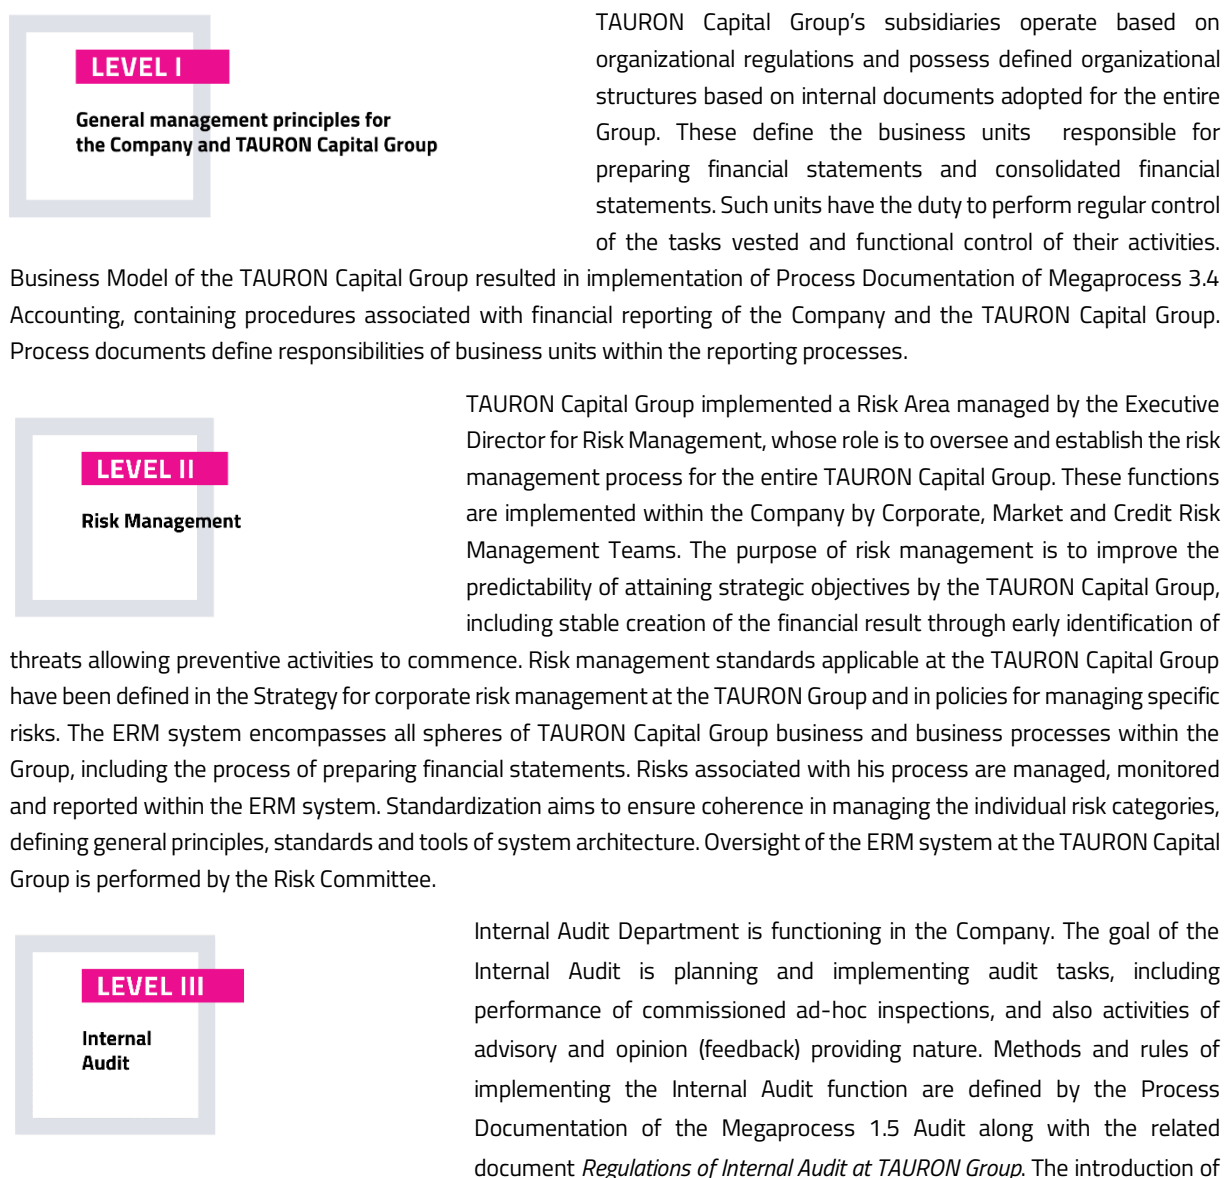 LEVEL I
General management principles for
the Company and TAURON Capital Group
TAURON Capital Group's subsidiaries operate based on
organizational regulations and possess defined organizational
structures based on internal documents adopted for the entire
Group. These define the business units responsible for
preparing financial statements and consolidated financial
statements. Such units have the duty to perform regular control
of the tasks vested and functional control of their activities.
Business Model of the TAURON Capital Group resulted in implementation of Process Documentation of Megaprocess 3.4
Accounting, containing procedures associated with financial reporting of the Company and the TAURON Capital Group.
Process documents define responsibilities of business units within the reporting processes.
LEVEL II
Risk Management
TAURON Capital Group implemented a Risk Area managed by the Executive
Director for Risk Management, whose role is to oversee and establish the risk
management process for the entire TAURON Capital Group. These functions
are implemented within the Company by Corporate, Market and Credit Risk
Management Teams. The purpose of risk management is to improve the
predictability of attaining strategic objectives by the TAURON Capital Group,
including stable creation of the financial result through early identification of
threats allowing preventive activities to commence. Risk management standards applicable at the TAURON Capital Group
have been defined in the Strategy for corporate risk management at the TAURON Group and in policies for managing specific
risks. The ERM system encompasses all spheres of TAURON Capital Group business and business processes within the
Group, including the process of preparing financial statements. Risks associated with his process are managed, monitored
and reported within the ERM system. Standardization aims to ensure coherence in managing the individual risk categories,
defining general principles, standards and tools of system architecture. Oversight of the ERM system at the TAURON Capital
Group is performed by the Risk Committee.
LEVEL III
Internal
Audit
Internal Audit Department is functioning in the Company. The goal of the
Internal Audit is planning and implementing audit tasks, including
performance of commissioned ad-hoc inspections, and also activities of
advisory and opinion (feedback) providing nature. Methods and rules of
implementing the Internal Audit function are defined by the Process
Documentation of the Megaprocess 1.5 Audit along with the related
document Regulations of Internal Audit at TAURON Group. The introduction of